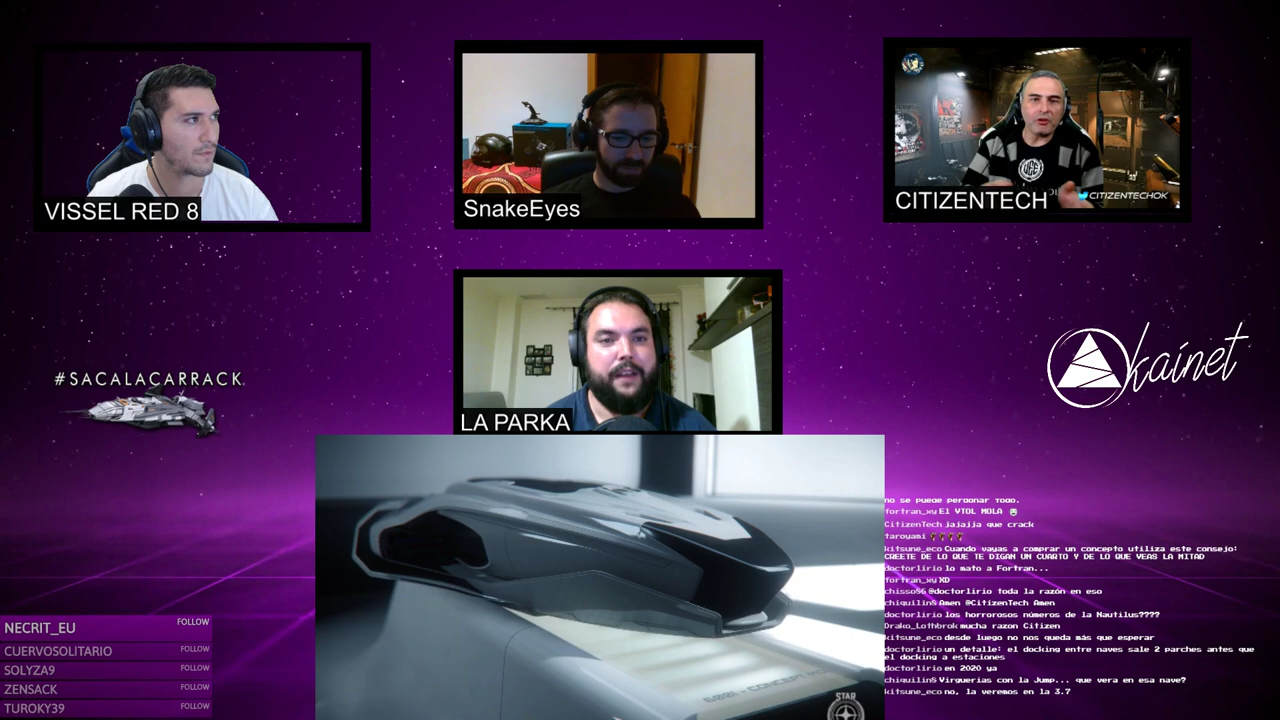 VISSEL RED 8
SnakeEyes
CITIZENTECH
CITIZENTECHOK
#SACALACARRACK
LA PARKA
kainet
no se puede perdonar todo.
fortran_xy El VTOL MOLA
CitizenTech jajajja que crack
taroyami
kitsune_eco Cuando vayas a comprar un concepto utiliza este consejo:
CREETE DE LO QUE TE DIGAN UN CUARTO Y DE LO QUE VEAS LA MITAD
doctorlirio lo mato a Fortran...
fortran_xy XD
chisso86 @doctorlirio toda la razón en eso
chiquilin8 Amen @CitizenTech Amen
doctorlirio los horrorosos números de la Nautilus????
Drako_Lothbrok mucha razon Citizen
kitsune_eco desde luego no nos queda más que esperar
doctorlirio un detalle: el docking entre naves sale 2 parches antes que
el docking a estaciones
doctorlirio en 2020 ya
chiquilin8 Virguerias con la Jump... que vera en esa nave?
kitsune_eco no, la veremos en la 3.7
NECRIT_EU FOLLOW
CUERVOSOLITARIO FOLLOW
SOLYZA9 FOLLOW
ZENSACK FOLLOW
TUROKY39 FOLLOW
STAR